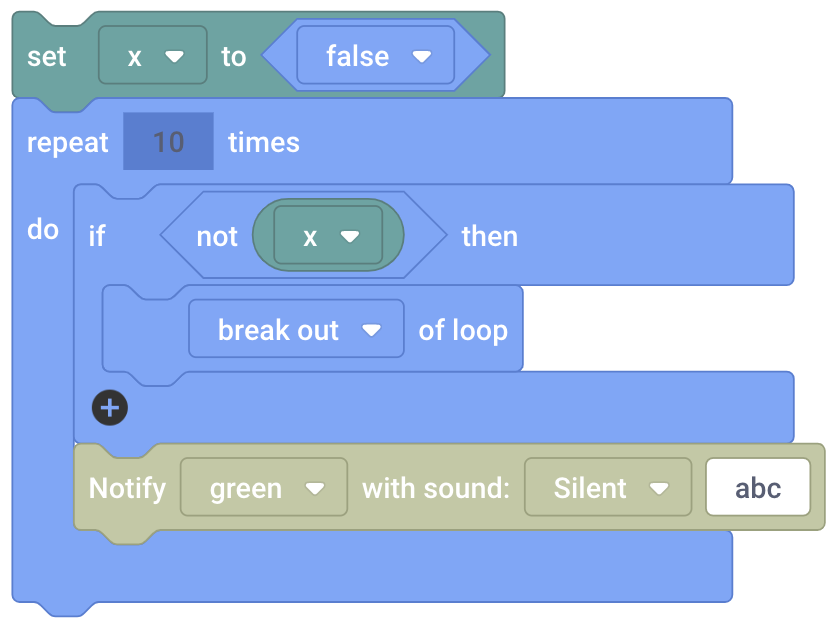 set x to false
repeat 10 times
do if not x then
break out of loop
Notify green with sound: Silent abc